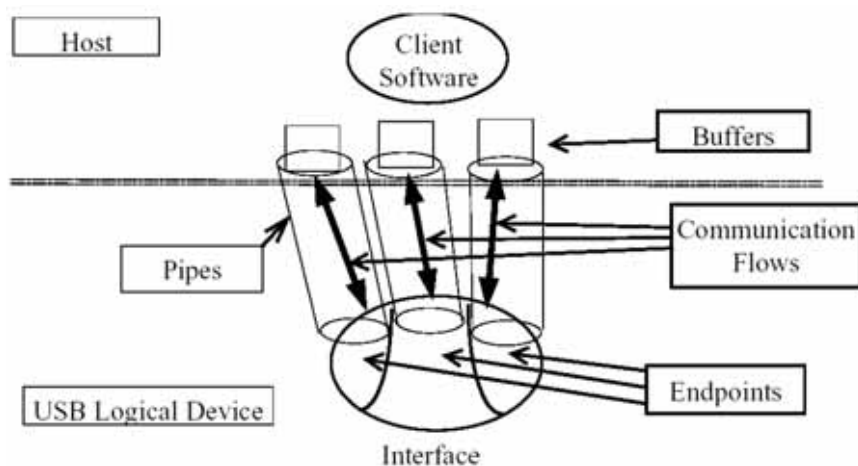 Host
Client
Software
Buffers
Communication
Flows
Pipes
Endpoints
USB Logical Device
Interface